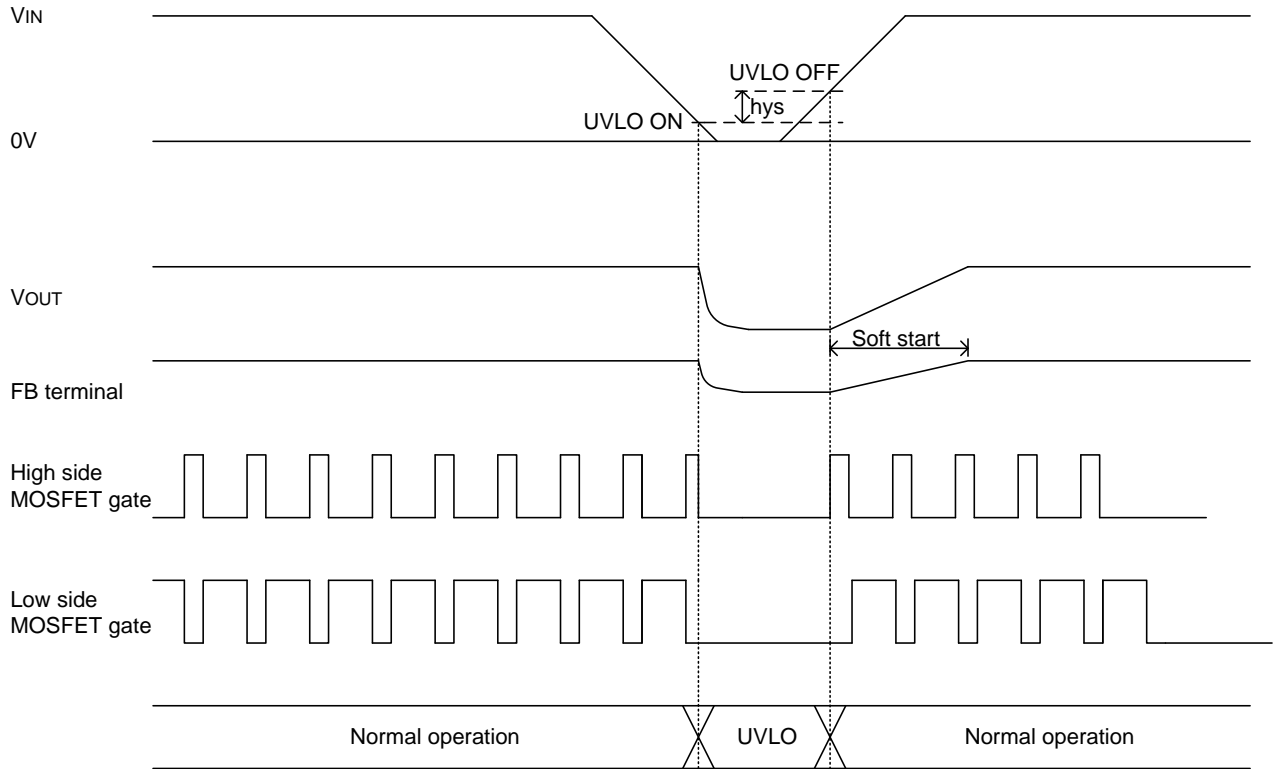 VIN
UVLO OFF
hys
UVLO ON
0V
VOUT
Soft start
FB terminal
High side
MOSFET gate
Low side
MOSFET gate
Normal operation
UVLO
Normal operation